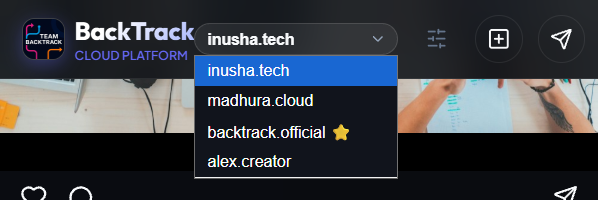 TEAM
BACKTRACK
BackTrack
CLOUD PLATFORM
inusha.tech
inusha.tech
madhura.cloud
backtrack.official ⭐
alex.creator